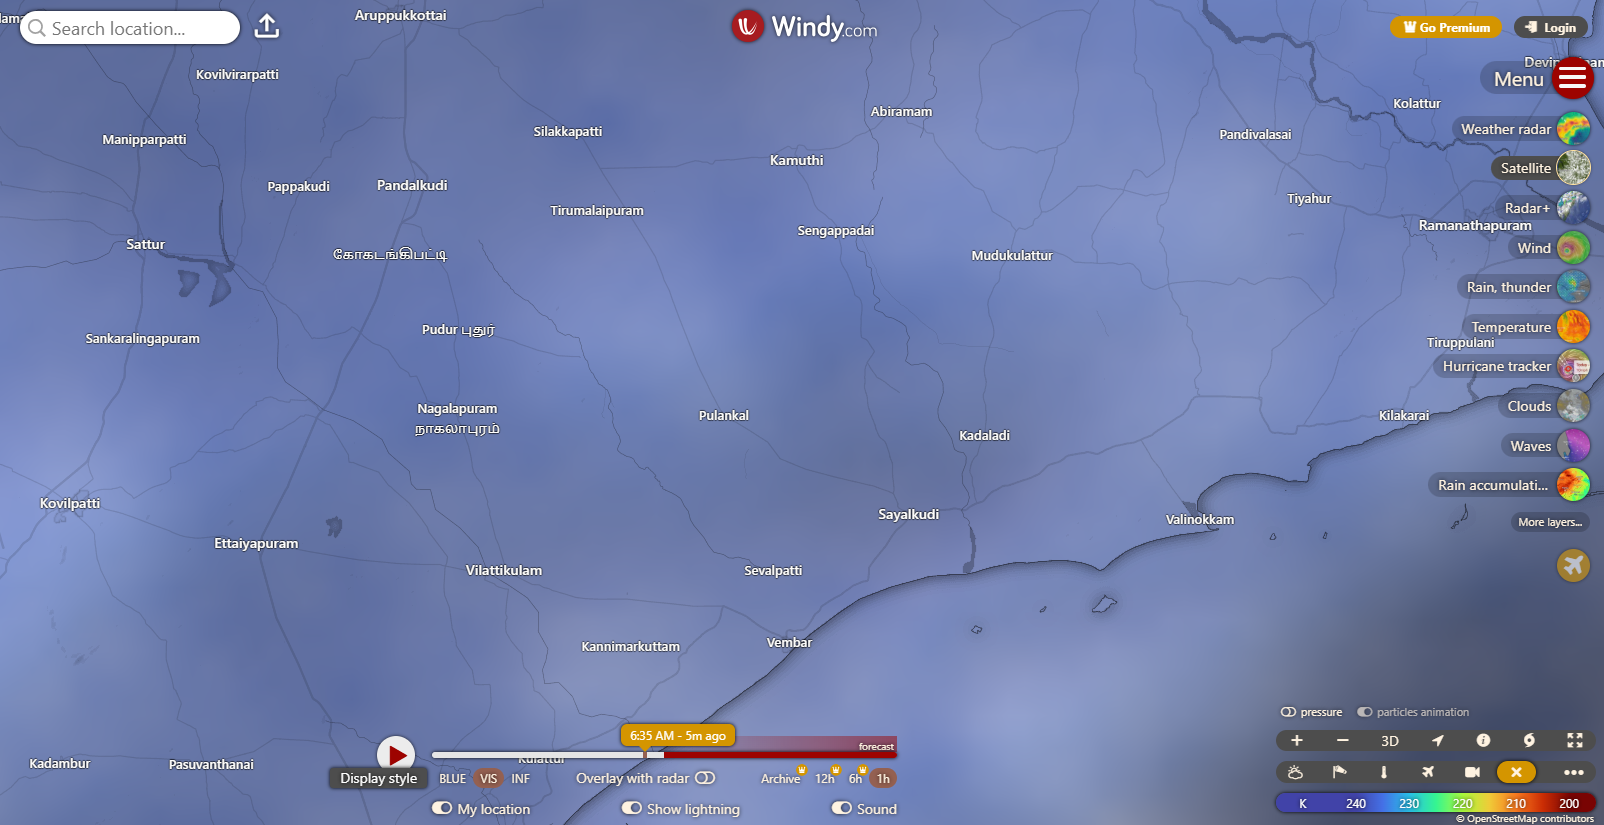 Aruppukkottai
Search location...
Windy.com
Go Premium
Login
Kovilvirarpatti
Menu
Kolattur
Abiramam
Weather radar
Silakkapatti
Pandivalasai
Manipparpatti
Kamuthi
Satellite
Pappakudi
Pandalkudi
Tiyahur
Radar+
Tirumalaipuram
Ramanathapuram
Sengappadai
Sattur
Wind
கோகடங்கிபட்டி
Mudukulattur
Rain, thunder
Temperature
Pudur புதுர்
Sankaralingapuram
Tiruppulani
Hurricane tracker
Clouds
Nagalapuram
நாகலாபுரம்
Pulankal
Kilakarai
Kadaladi
Waves
Rain accumulati...
Kovilpatti
Sayalkudi
Valinokkam
More layers...
Ettaiyapuram
Vilattikulam
Sevalpatti
Kannimarkuttam
Vembar
pressure
particles animation
6:35 AM - 5m ago
forecast
3D
Kadambur
Pasuvanthanai
Kulattur
Display style
BLUE VIS INF
Overlay with radar
Archive 12h 6h 1h
My location
Show lightning
Sound
K 240 230 220 210 200
© OpenStreetMap contributors